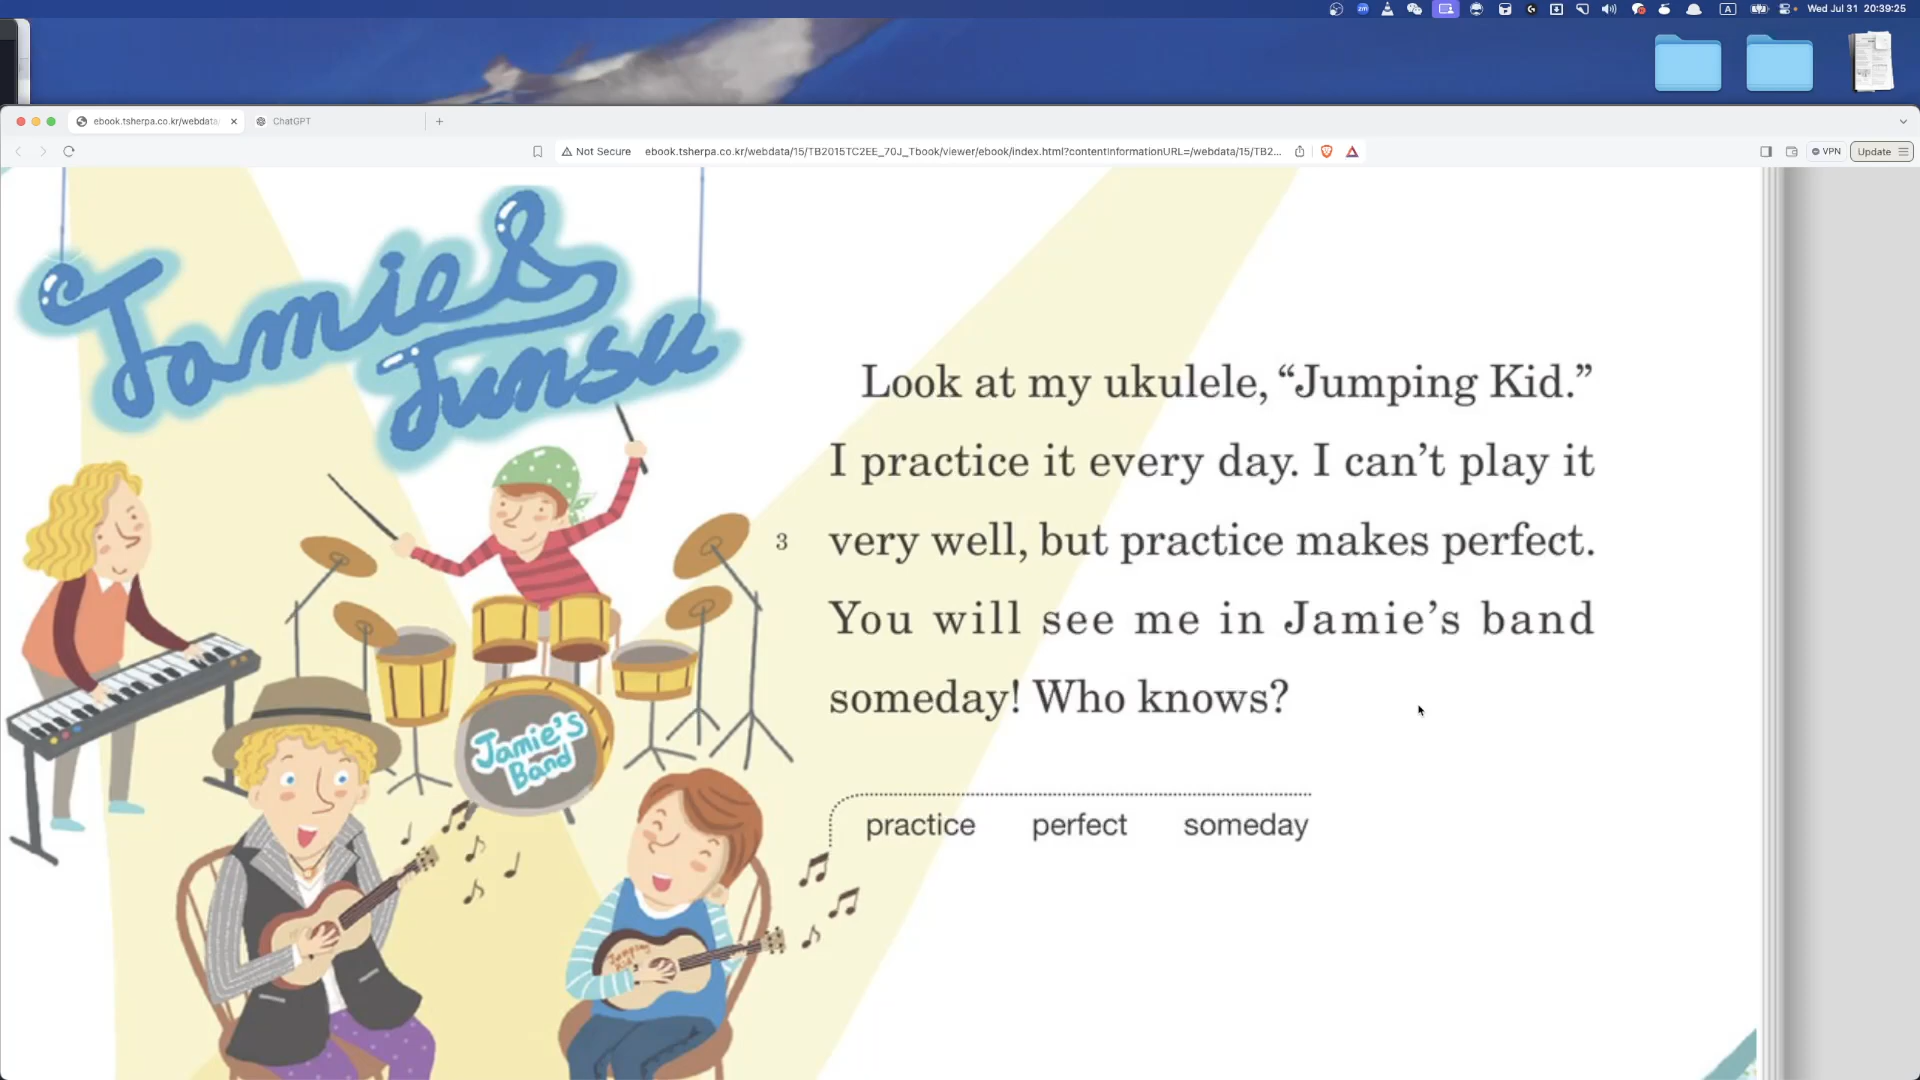 Wed Jul 31 20:39:25
ebook.tsherpa.co.kr/webdata/
ChatGPT
Not Secure
ebook.tsherpa.co.kr/webdata/15/TB2015TC2EE_70J_Tbook/viewer/ebook/index.html?contentInformationURL=/webdata/15/TB2...
VPN
Update
Jamie &
Junsu
Look at my ukulele, “Jumping Kid.”
I practice it every day. I can’t play it
3 very well, but practice makes perfect.
You will see me in Jamie’s band
someday! Who knows?
Jamie's
Band
practice perfect someday
Jumping
Kid